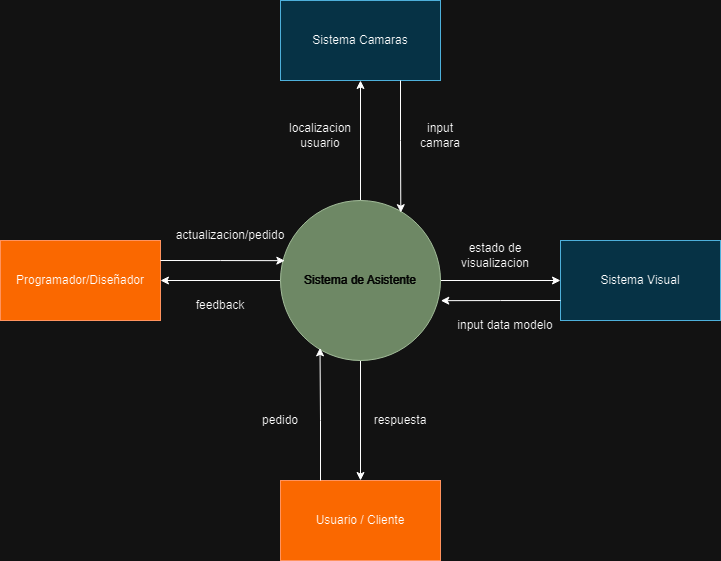 Sistema Camaras
localizacion
usuario
input
camara
actualizacion/pedido
estado de
visualizacion
Programador/Diseñador
Sistema de Asistente
Sistema Visual
feedback
input data modelo
pedido
respuesta
Usuario / Cliente